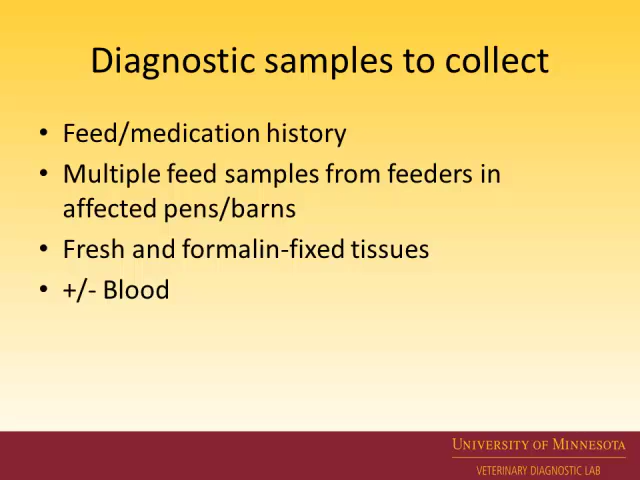 Diagnostic samples to collect
• Feed/medication history
• Multiple feed samples from feeders in
affected pens/barns
• Fresh and formalin-fixed tissues
• +/- Blood
UNIVERSITY OF MINNESOTA
VETERINARY DIAGNOSTIC LAB